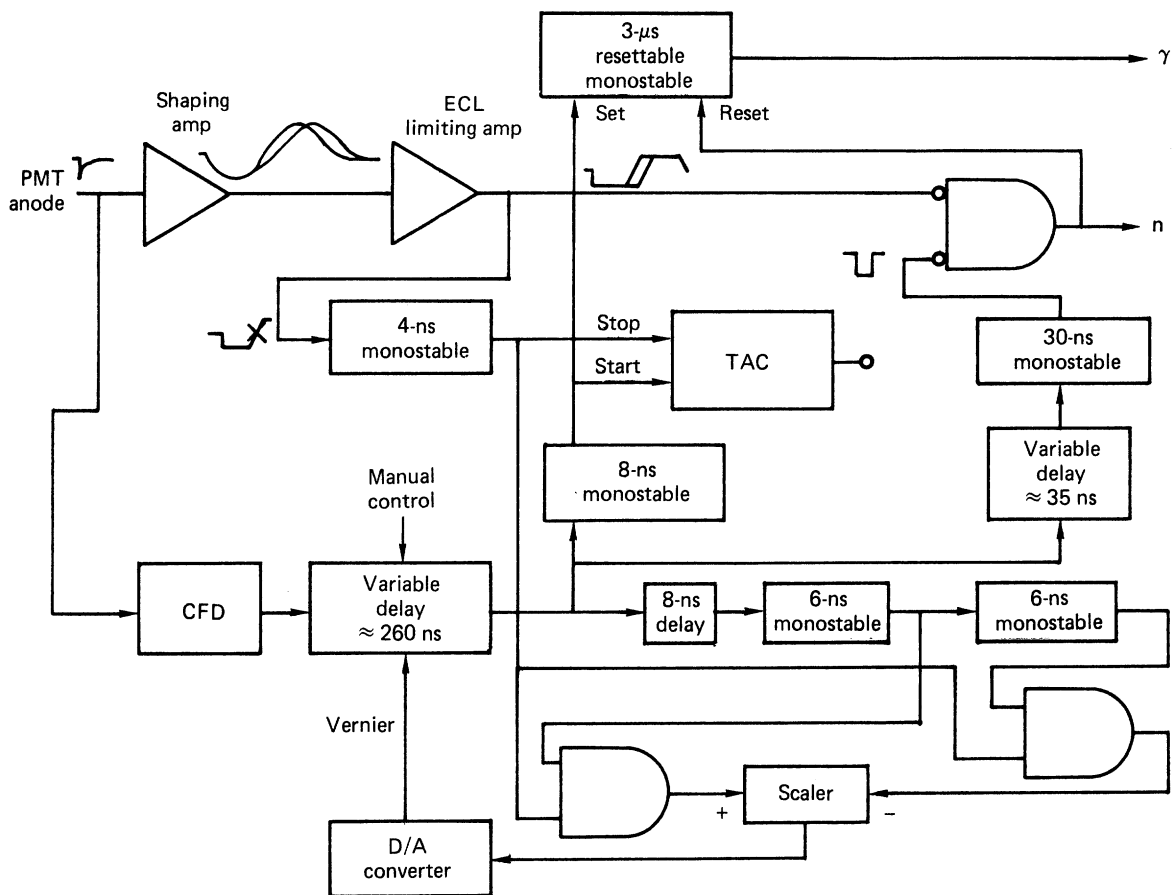 3-μs
resettable
monostable
γ
Shaping
amp
ECL
limiting amp
Set
Reset
PMT
anode
n
4-ns
monostable
Stop
Start
TAC
30-ns
monostable
8-ns
monostable
Variable
delay
≈ 35 ns
Manual
control
CFD
Variable
delay
≈ 260 ns
8-ns
delay
6-ns
monostable
6-ns
monostable
Vernier
Scaler
+
−
D/A
converter